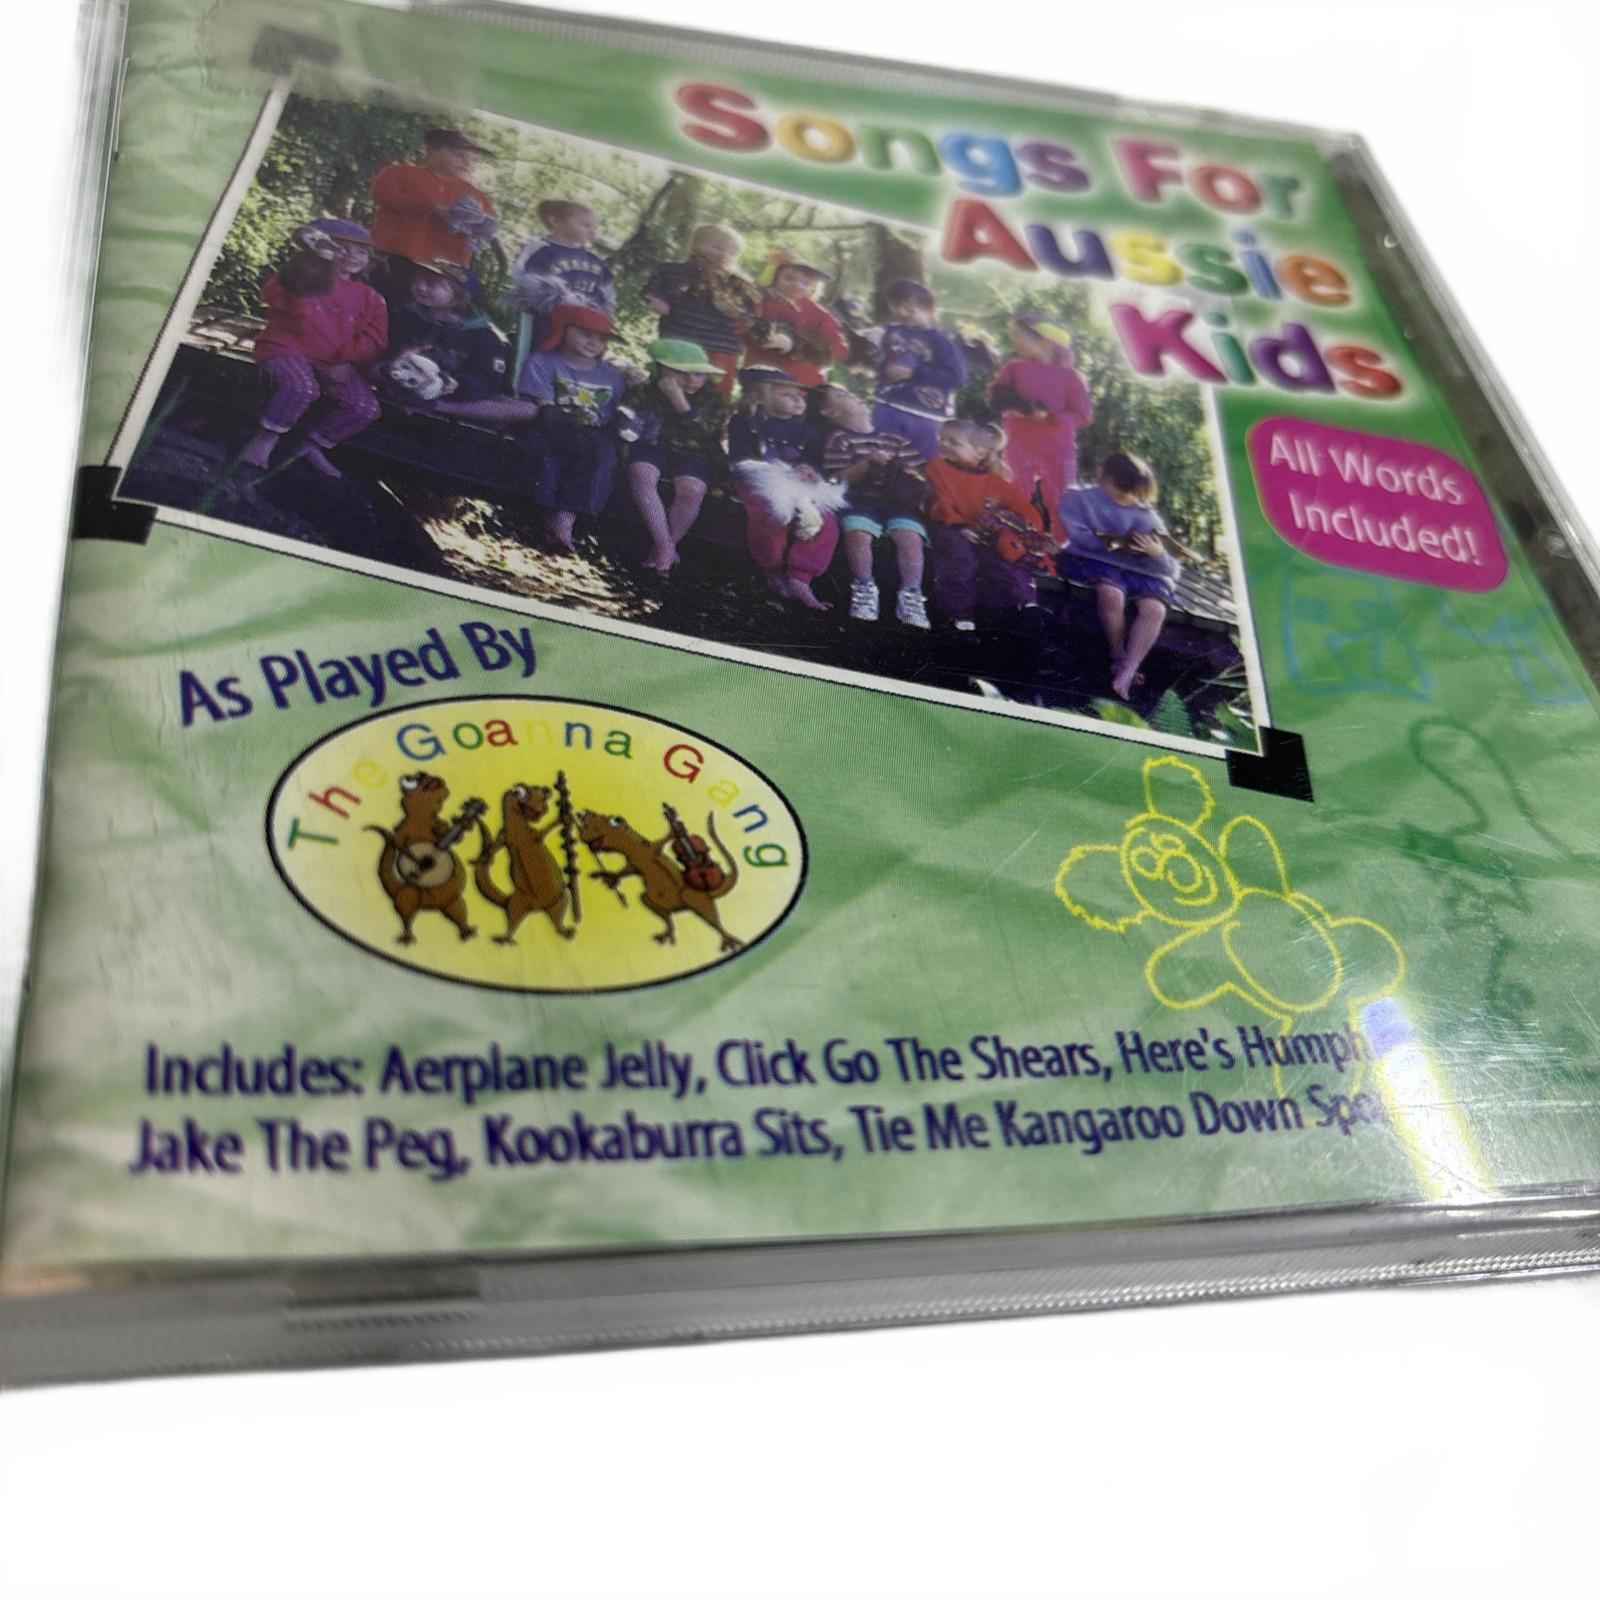 Songs For
Aussie
Kids
All Words
Included!
As Played By
The Goanna Gang
Includes: Aerplane Jelly, Click Go The Shears, Here's
Jake The Peg, Kookaburra Sits, Tie Me Kangaroo Down